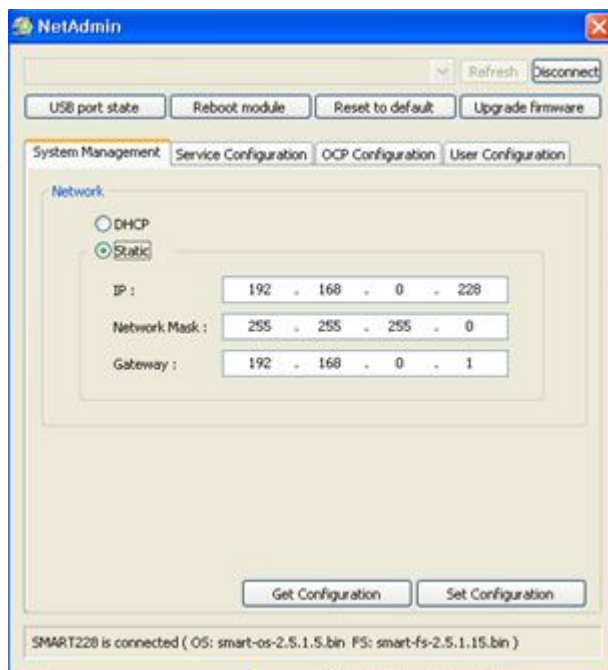 NetAdmin
Refresh Disconnect
USB port state Reboot module Reset to default Upgrade firmware
System Management Service Configuration OCP Configuration User Configuration
Network
DHCP
Static
IP : 192 . 168 . 0 . 228
Network Mask : 255 . 255 . 255 . 0
Gateway : 192 . 168 . 0 . 1
Get Configuration Set Configuration
SMART228 is connected ( OS: smart-os-2.5.1.5.bin FS: smart-fs-2.5.1.15.bin )